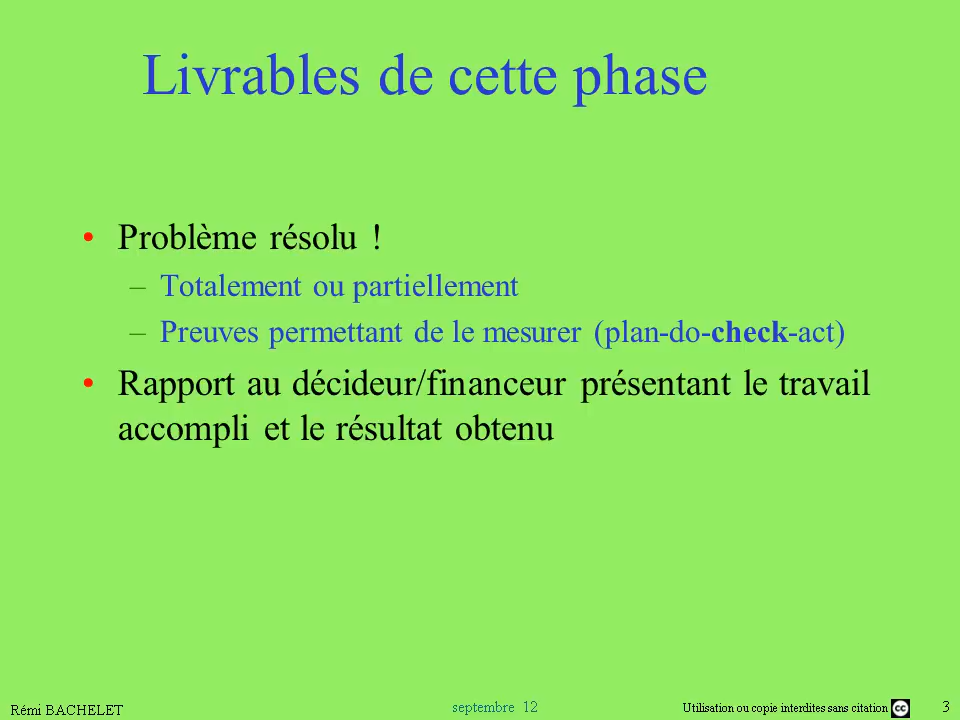 Livrables de cette phase
• Problème résolu !
– Totalement ou partiellement
– Preuves permettant de le mesurer (plan-do-check-act)
• Rapport au décideur/financeur présentant le travail
accompli et le résultat obtenu
Rémi BACHELET
septembre 12
Utilisation ou copie interdites sans citation
cc
3